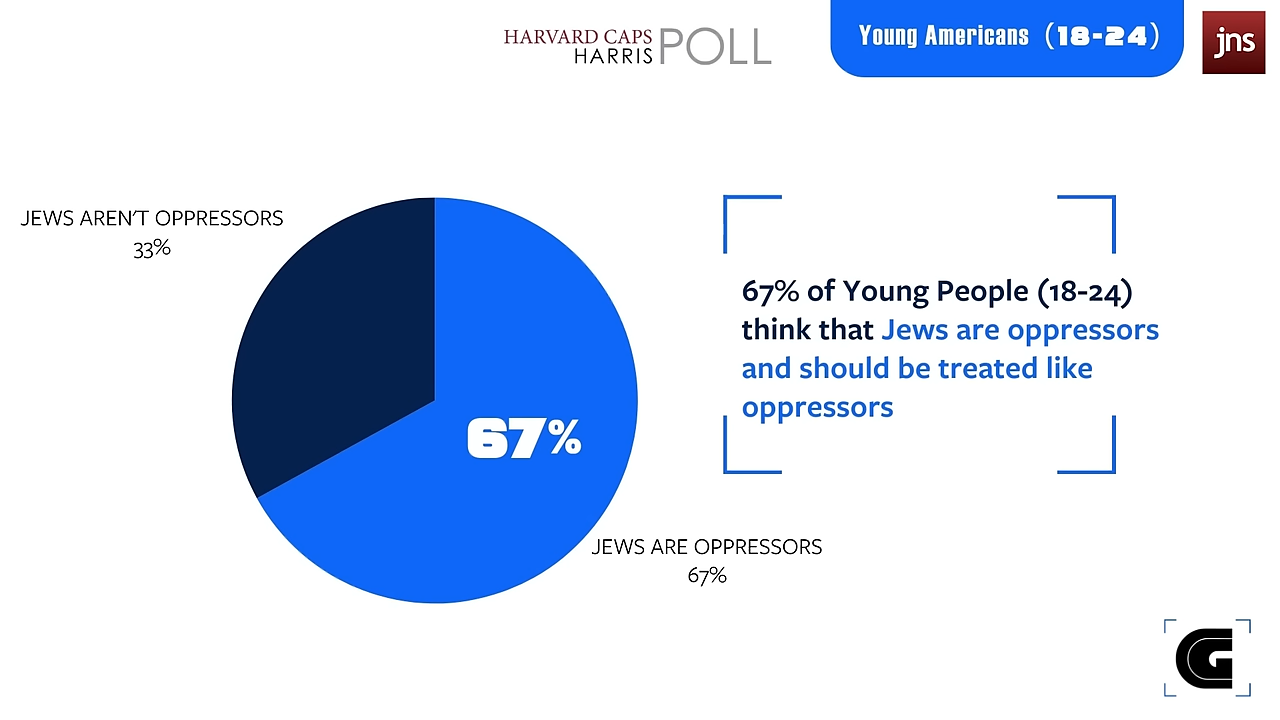 HARVARD CAPS
HARRIS POLL
Young Americans (18-24)
jns
JEWS AREN'T OPPRESSORS
33%
67% of Young People (18-24)
think that Jews are oppressors
and should be treated like
oppressors
67%
JEWS ARE OPPRESSORS
67%
G